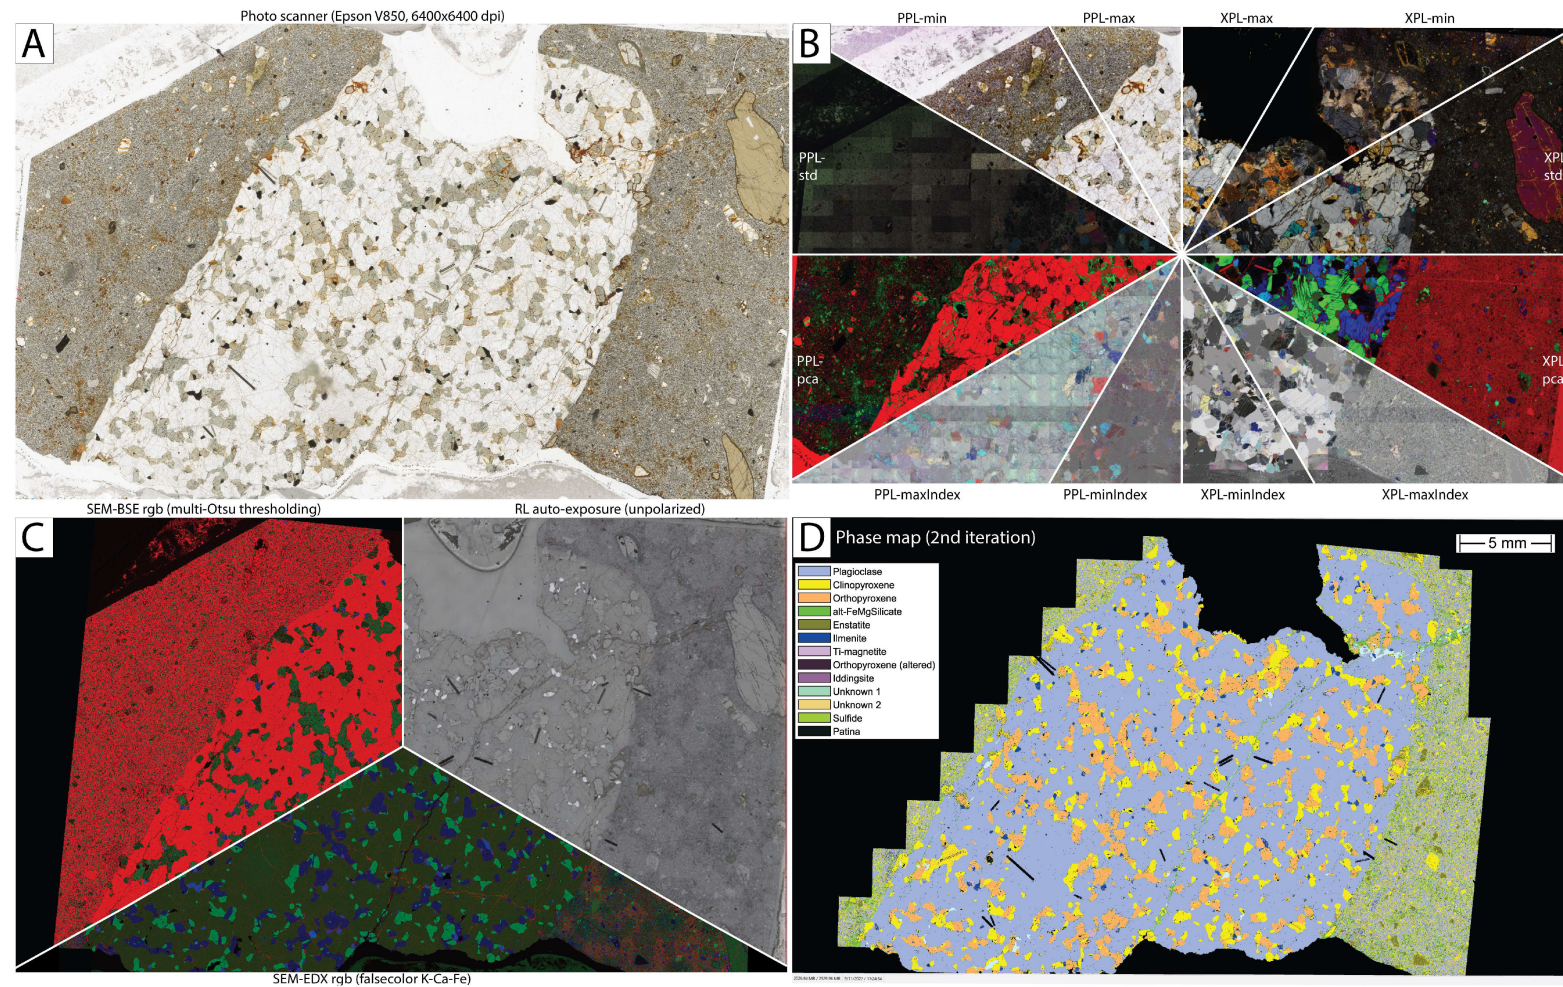 Photo scanner (Epson V850, 6400x6400 dpi)
A
PPL-min
PPL-max
XPL-max
XPL-min
B
PPL-
std
XPL
std
PPL-
pca
XPL
pca
PPL-maxIndex
PPL-minIndex
XPL-minIndex
XPL-maxIndex
SEM-BSE rgb (multi-Otsu thresholding)
RL auto-exposure (unpolarized)
C
SEM-EDX rgb (falsecolor K-Ca-Fe)
D
Phase map (2nd iteration)
5 mm
Plagioclase
Clinopyroxene
Orthopyroxene
alt-FeMgSilicate
Enstatite
Ilmenite
Ti-magnetite
Orthopyroxene (altered)
Iddingsite
Unknown 1
Unknown 2
Sulfide
Patina